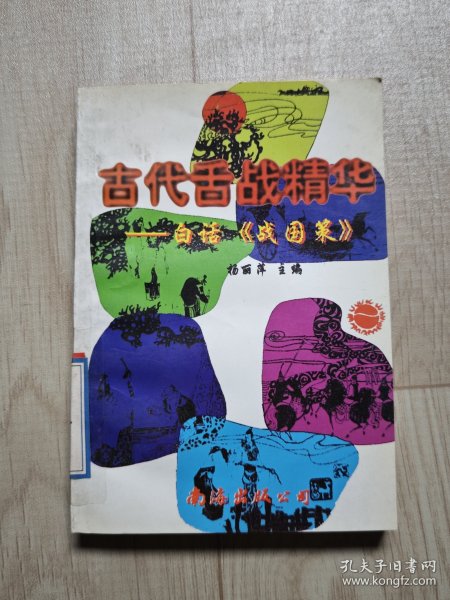 古代舌战精华
——白话《战国策》
杨丽萍 主编
南海出版公司
孔夫子旧书网
www.kongfz.com